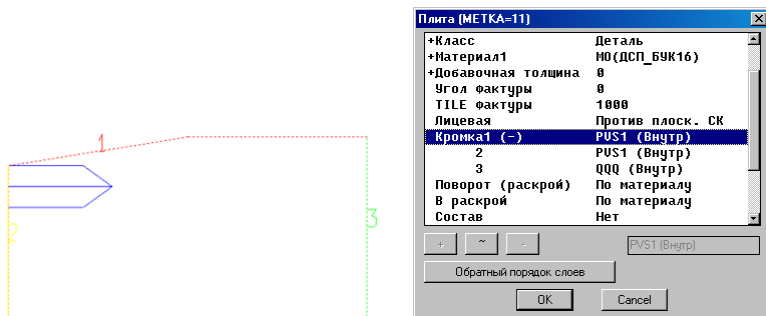 1
2
3
Плита (МЕТКА=11)
+Класс Деталь
+Материал1 М0(ДСП_БУК16)
+Добавочная толщина 0
Угол фактуры 0
TILE фактуры 1000
Лицевая Против плоск. СК
Кромка1 (-) PVS1 (Внутр)
2 PVS1 (Внутр)
3 QQQ (Внутр)
Поворот (раскрой) По материалу
В раскрой По материалу
Состав Нет
+ ~ - PVS1 (Внутр)
Обратный порядок слоев
OK Cancel